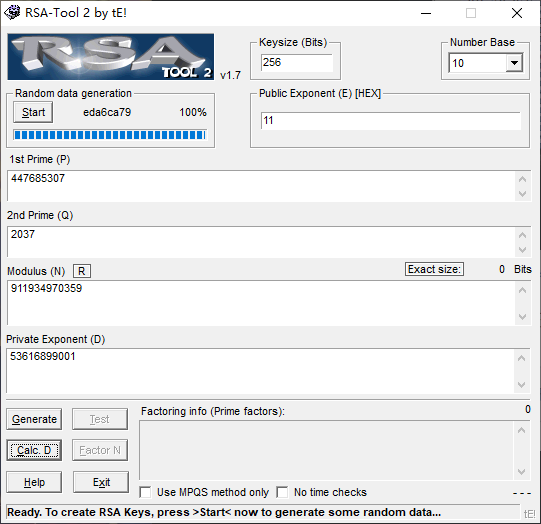 RSA-Tool 2 by tE!
RSA
TOOL 2
v1.7
Keysize (Bits)
256
Number Base
10
Random data generation
Start
eda6ca79
100%
Public Exponent (E) [HEX]
11
1st Prime (P)
447685307
2nd Prime (Q)
2037
Modulus (N)
R
Exact size:
0
Bits
911934970359
Private Exponent (D)
53616899001
Generate
Test
Calc. D
Factor N
Help
Exit
Factoring info (Prime factors):
0
Use MPQS method only
No time checks
---
Ready. To create RSA Keys, press >Start< now to generate some random data...
tE!